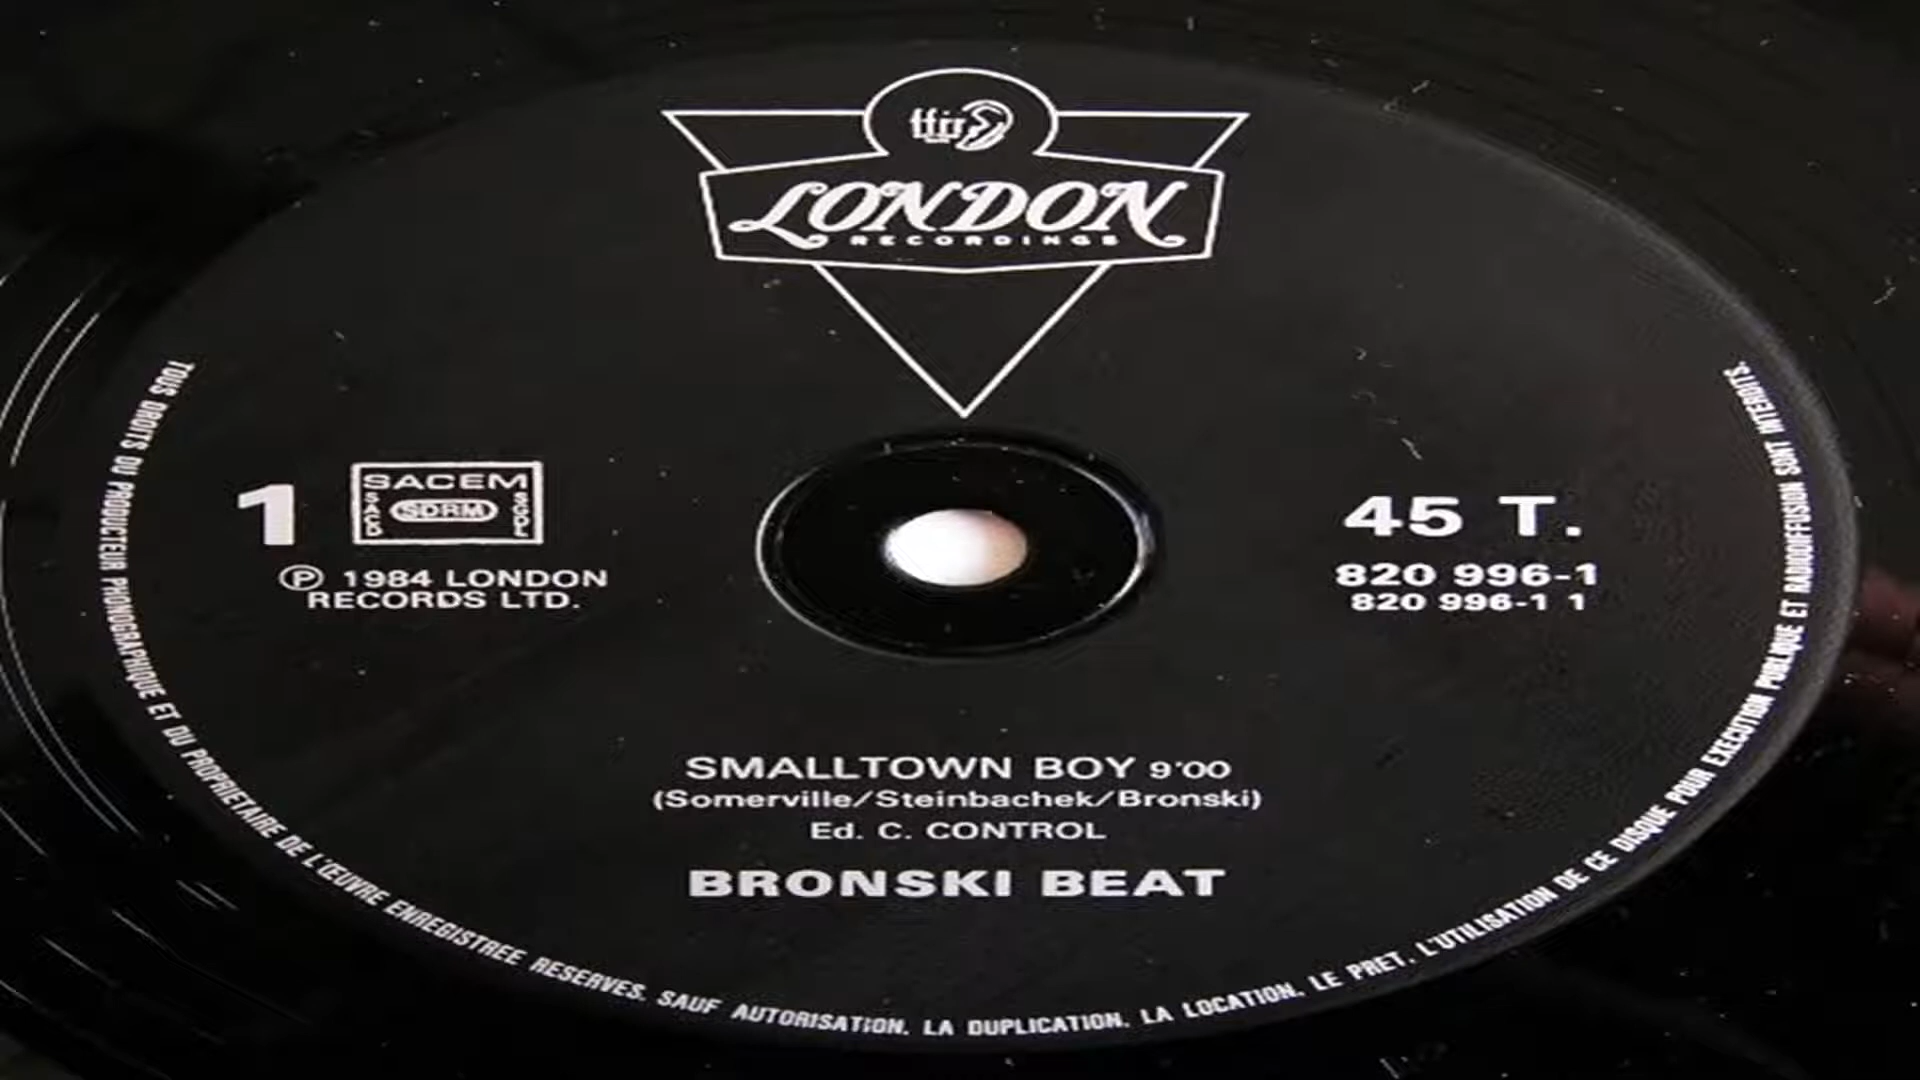 ffrr
LONDON
RECORDINGS
1
SACEM
SACD
SDRM
SGDL
45 T.
820 996-1
820 996-1 1
Ⓟ 1984 LONDON
RECORDS LTD.
SMALLTOWN BOY 9'00
(Somerville/Steinbachek/Bronski)
Ed. C. CONTROL
BRONSKI BEAT
TOUS DROITS DU PRODUCTEUR PHONOGRAPHIQUE ET DU PROPRIETAIRE DE L'ŒUVRE ENREGISTREE RESERVES. SAUF AUTORISATION, LA DUPLICATION, LA LOCATION, LE PRET, L'UTILISATION DE CE DISQUE POUR EXECUTION PUBLIQUE ET RADIODIFFUSION SONT INTERDITS.